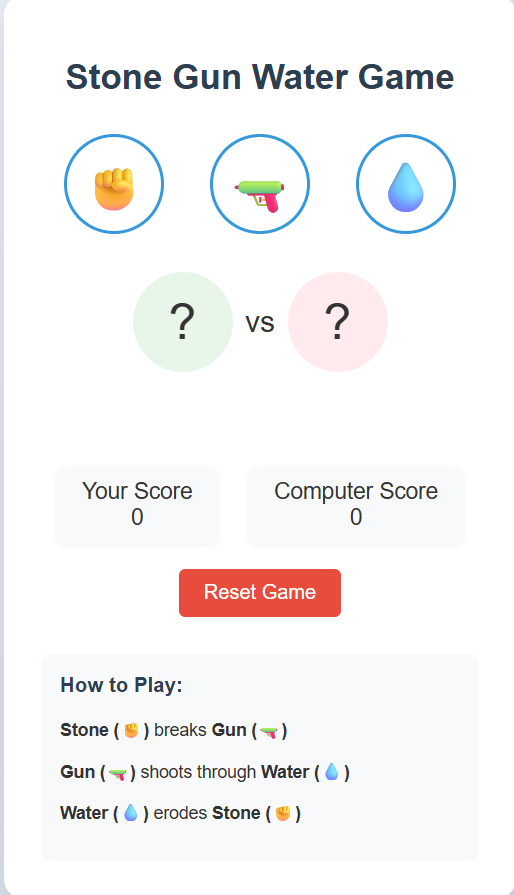 Stone Gun Water Game
? vs ?
Your Score
0
Computer Score
0
Reset Game
How to Play:
Stone (✊) breaks Gun (🔫)
Gun (🔫) shoots through Water (💧)
Water (💧) erodes Stone (✊)